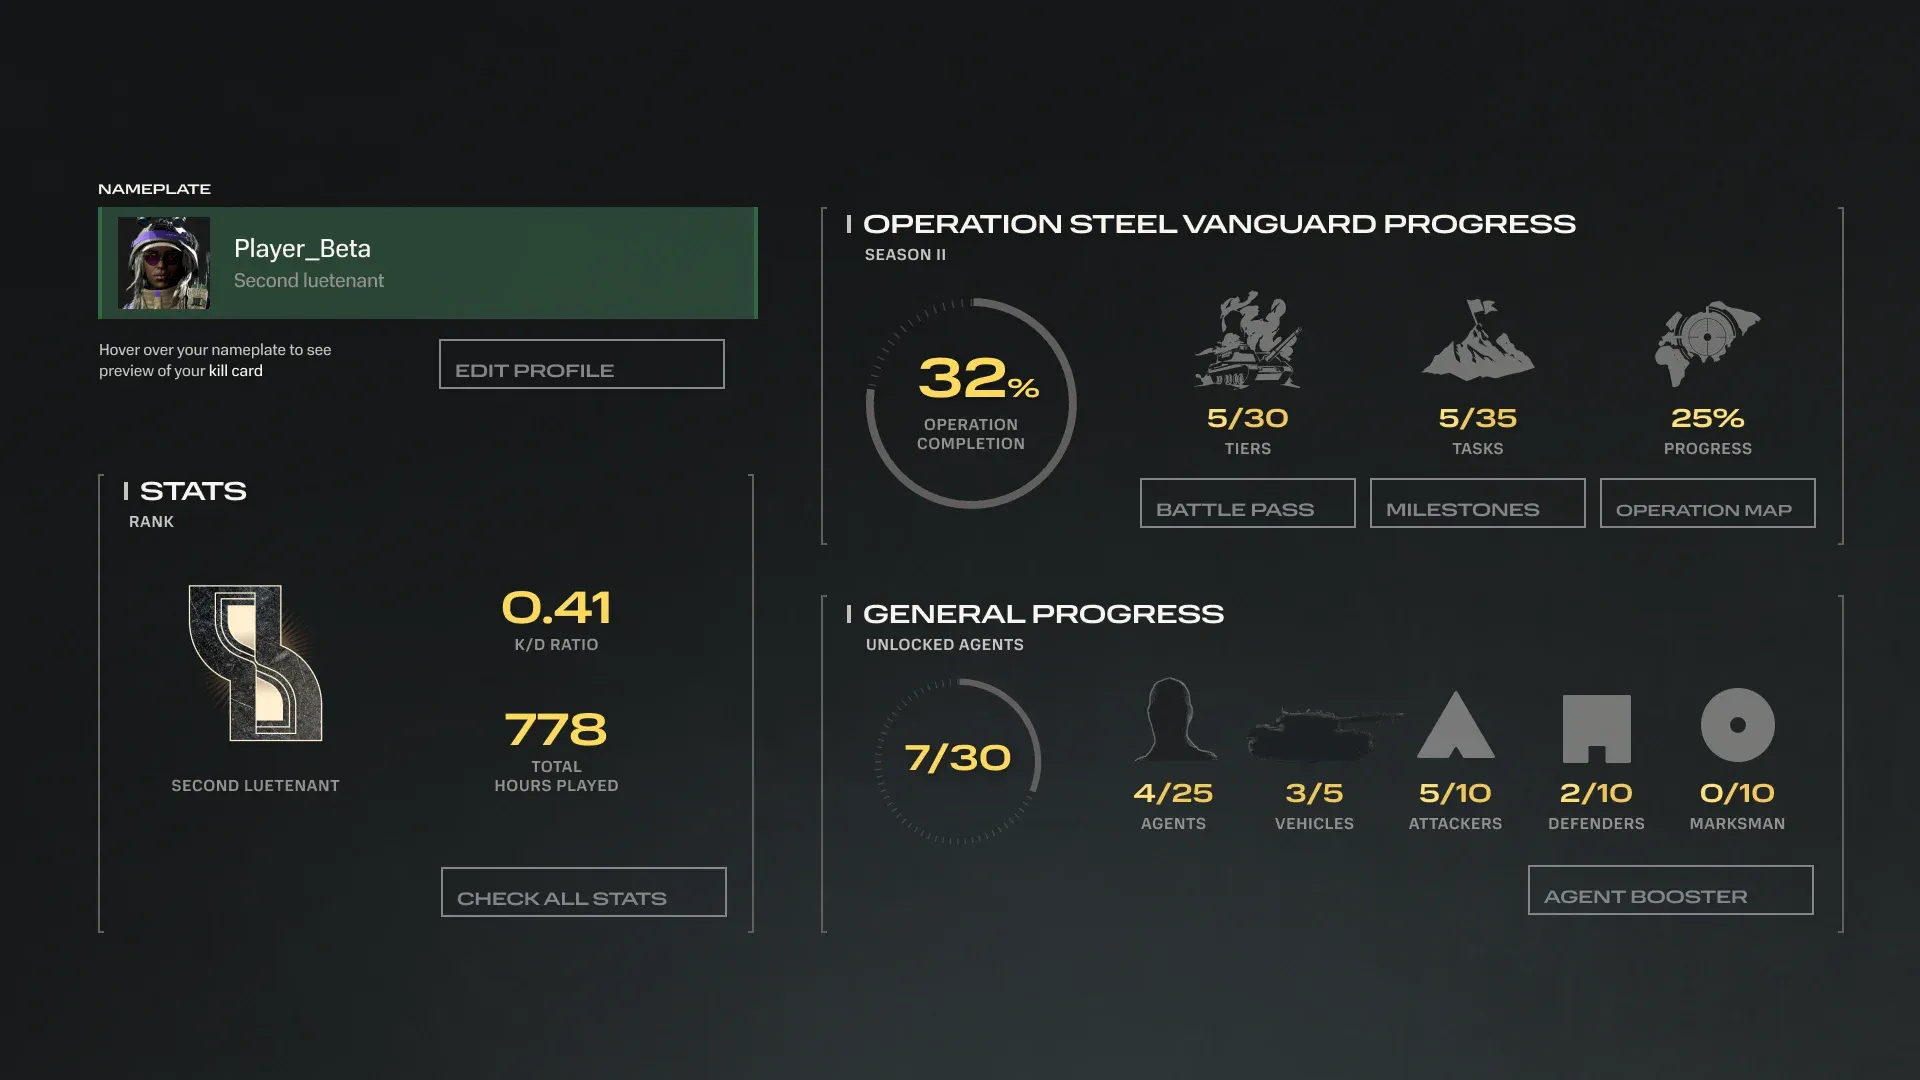 NAMEPLATE
Player_Beta
Second luetenant
Hover over your nameplate to see
preview of your kill card
EDIT PROFILE
STATS
RANK
SECOND LUETENANT
0.41
K/D RATIO
778
TOTAL
HOURS PLAYED
CHECK ALL STATS
OPERATION STEEL VANGUARD PROGRESS
SEASON II
32%
OPERATION
COMPLETION
5/30
TIERS
BATTLE PASS
5/35
TASKS
MILESTONES
25%
PROGRESS
OPERATION MAP
GENERAL PROGRESS
UNLOCKED AGENTS
7/30
4/25
AGENTS
3/5
VEHICLES
5/10
ATTACKERS
2/10
DEFENDERS
0/10
MARKSMAN
AGENT BOOSTER